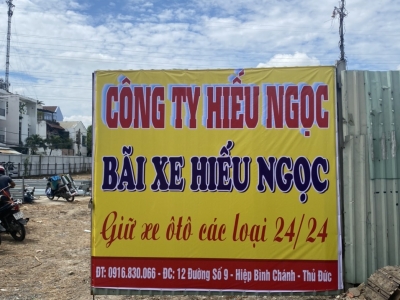 CÔNG TY HIẾU NGỌC
BÃI XE HIẾU NGỌC
Giữ xe ôtô các loại 24/24
ĐT: 0916.830.066 - ĐC: 12 Đường Số 9 - Hiệp Bình Chánh - Thủ Đức